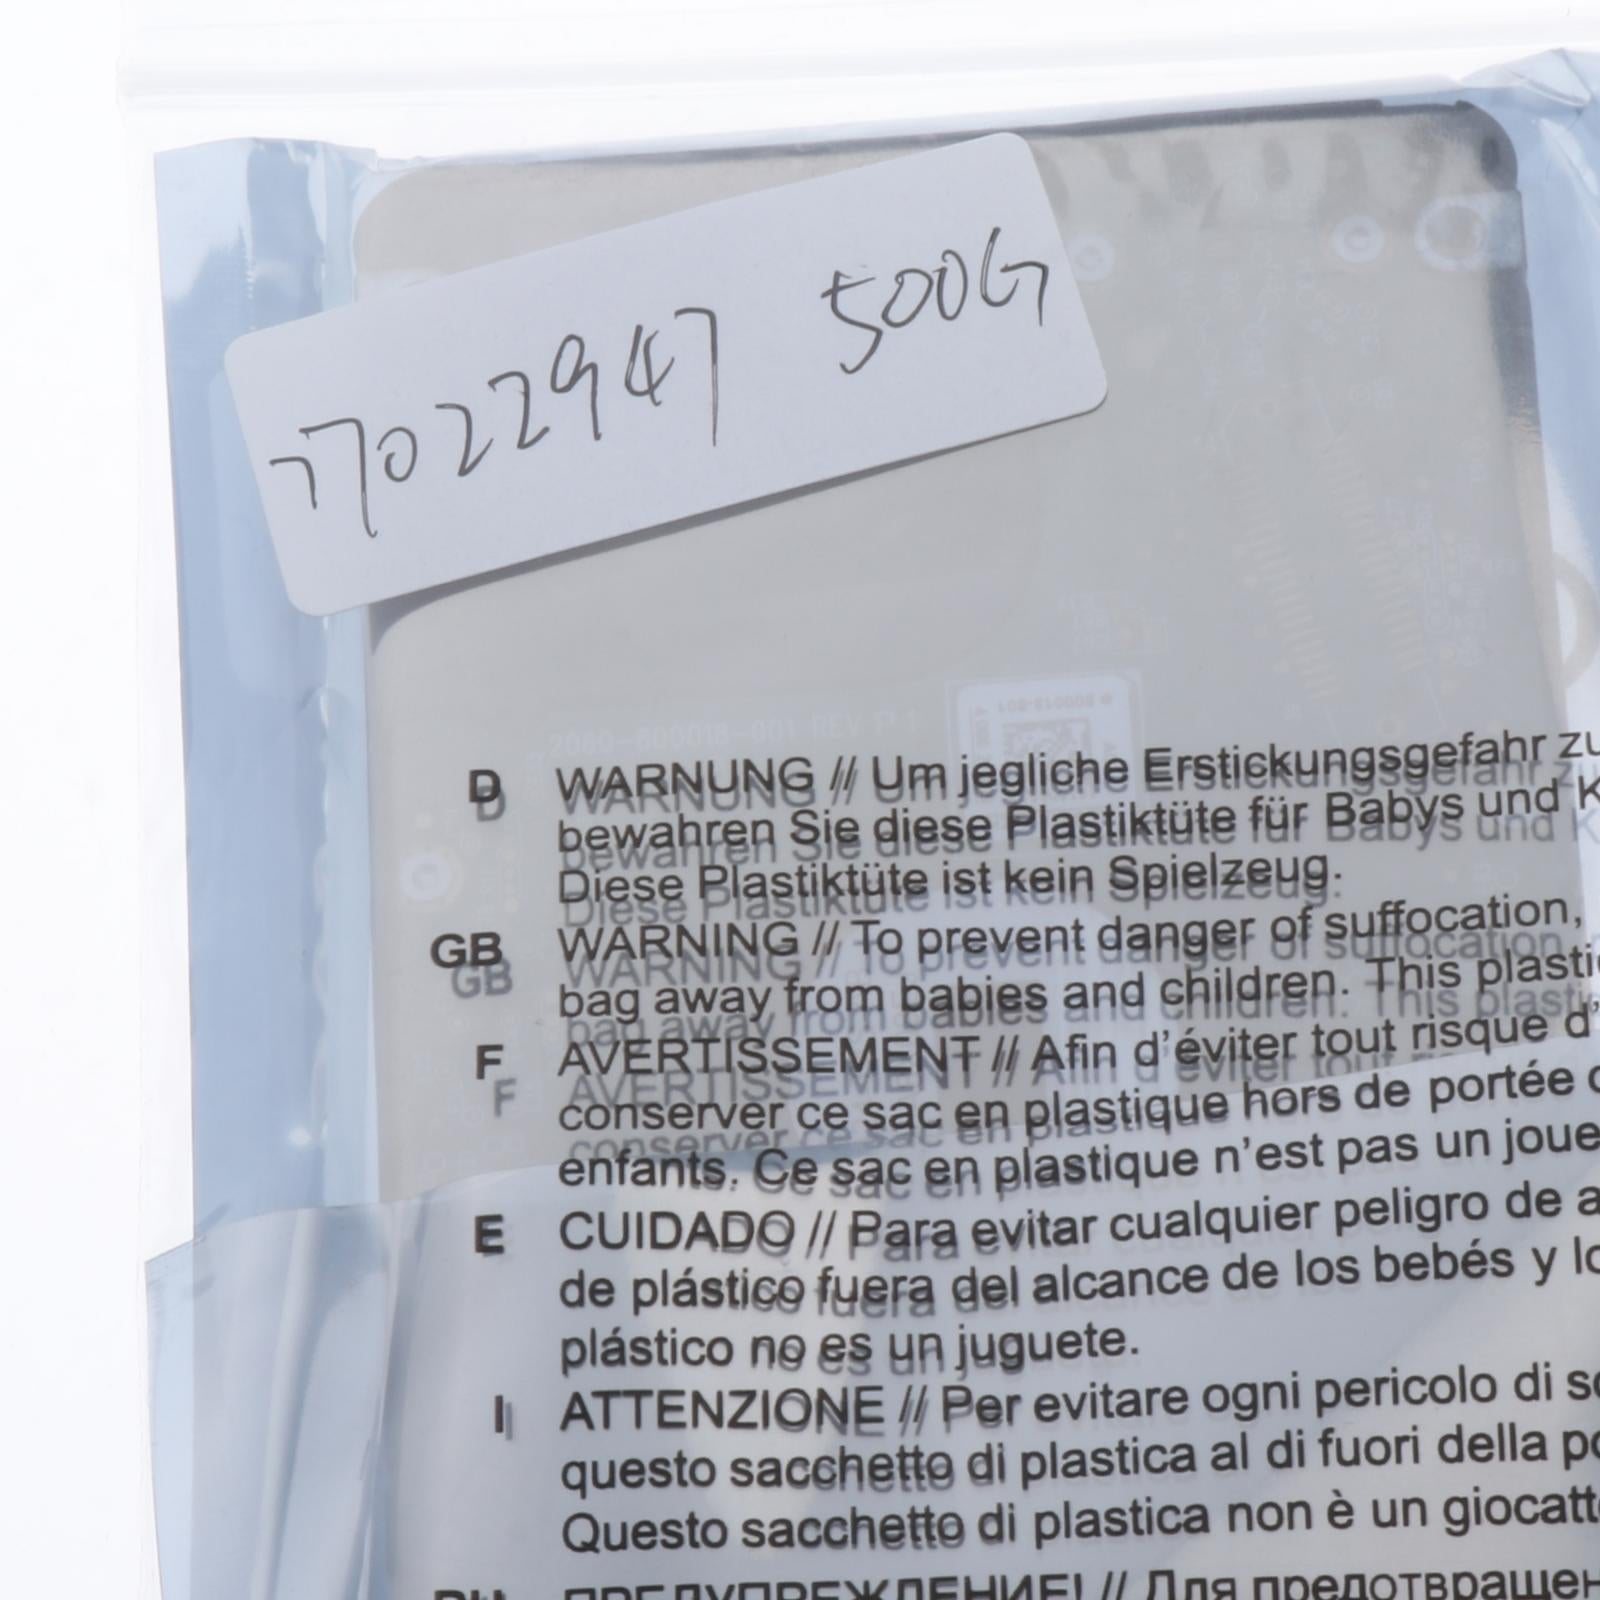 77022947 500G
2060-800018-001 REV P1
800018-601
D WARNUNG // Um jegliche Erstickungsgefahr zu
bewahren Sie diese Plastiktüte für Babys und K
Diese Plastiktüte ist kein Spielzeug.
GB WARNING // To prevent danger of suffocation,
bag away from babies and children. This plasti
F AVERTISSEMENT // Afin d'éviter tout risque d'
conserver ce sac en plastique hors de portée
enfants. Ce sac en plastique n'est pas un joue
E CUIDADO // Para evitar cualquier peligro de a
de plástico fuera del alcance de los bebés y lo
plástico no es un juguete.
I ATTENZIONE // Per evitare ogni pericolo di so
questo sacchetto di plastica al di fuori della po
Questo sacchetto di plastica non è un giocatto
RU ПРЕДУПРЕЖДЕНИЕ! // Для предотвращен